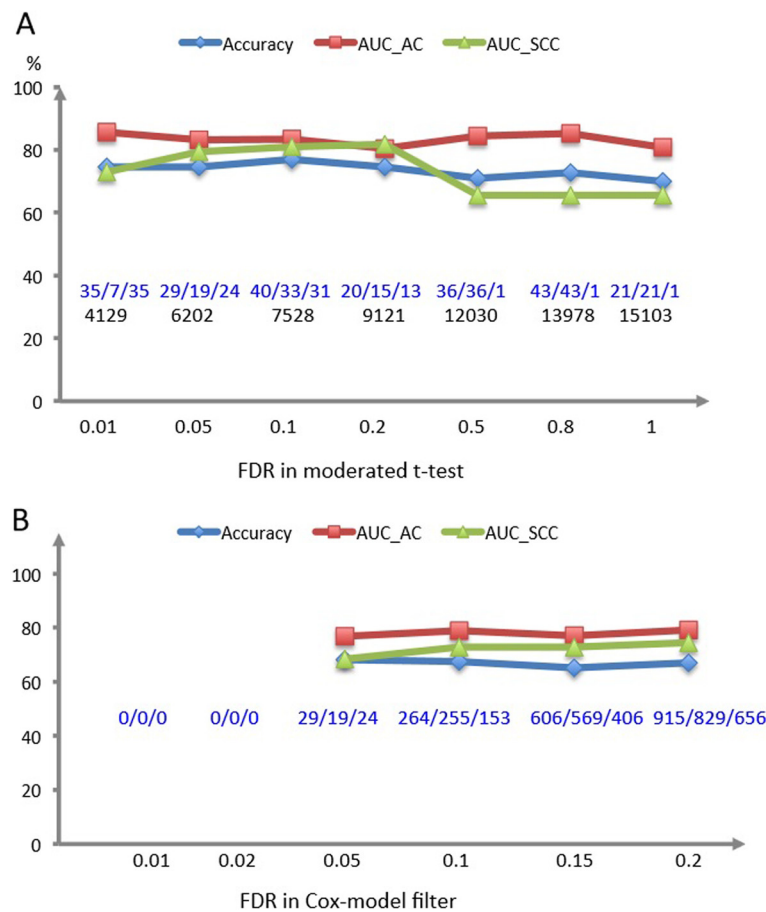 A
Accuracy AUC_AC AUC_SCC
%
100
80
60
40
20
0
35/7/35 29/19/24 40/33/31 20/15/13 36/36/1 43/43/1 21/21/1
4129 6202 7528 9121 12030 13978 15103
0.01 0.05 0.1 0.2 0.5 0.8 1
FDR in moderated t-test
B
Accuracy AUC_AC AUC_SCC
100
80
60
40
20
0
0/0/0 0/0/0 29/19/24 264/255/153 606/569/406 915/829/656
0.01 0.02 0.05 0.1 0.15 0.2
FDR in Cox-model filter